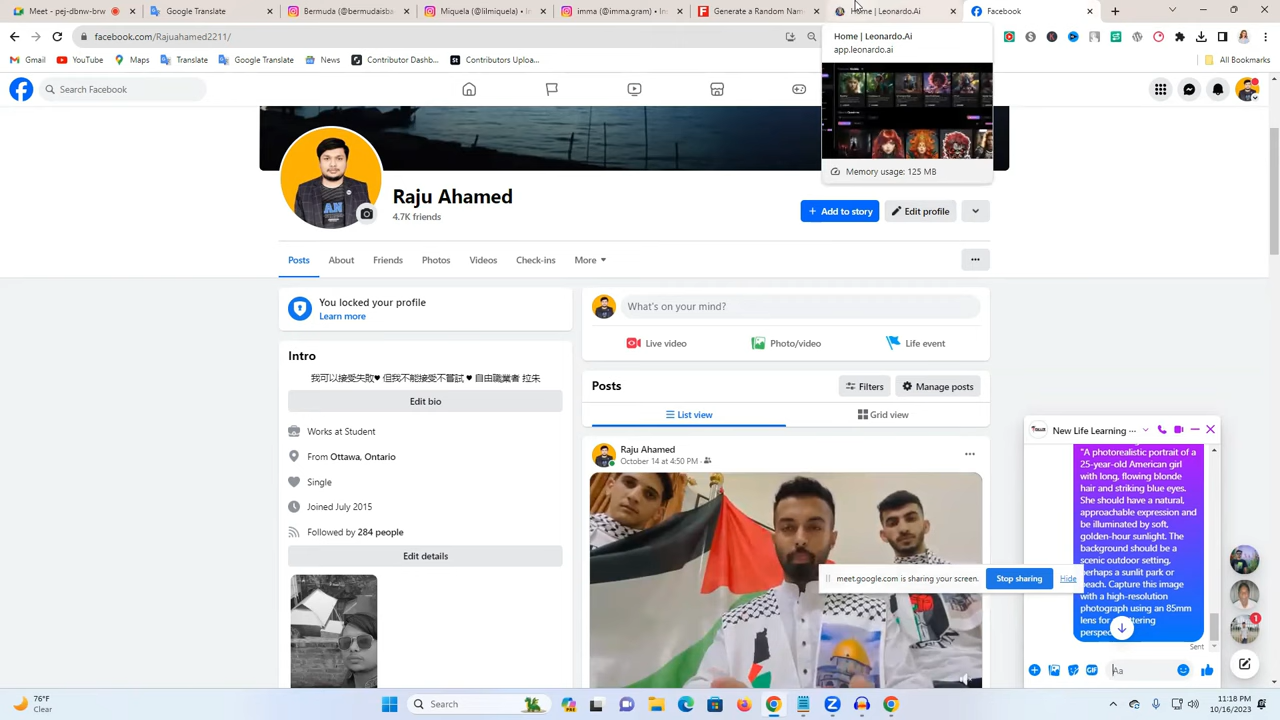 Meet - pej-dbnw-en
Bermuda (@bermudaisba
Miquela (@lilmiquela) • In
imma (@imma.gram) • Ins
Generate a Random Nam
Home | Leonardo.Ai
Facebook
facebook.com/Rajuahamed2211/
Home | Leonardo.Ai
app.leonardo.ai
Memory usage: 125 MB
Gmail
YouTube
Maps
Translate
Google Translate
News
Contributor Dashb...
Contributors Uploa...
All Bookmarks
Search Facebook
Raju Ahamed
4.7K friends
+ Add to story
Edit profile
Posts
About
Friends
Photos
Videos
Check-ins
More
You locked your profile
Learn more
Intro
我可以接受失敗♥ 但我不能接受不嘗試 ♥ 自由職業者 拉朱
Edit bio
Works at Student
From Ottawa, Ontario
Single
Joined July 2015
Followed by 284 people
Edit details
What's on your mind?
Live video
Photo/video
Life event
Posts
Filters
Manage posts
List view
Grid view
Raju Ahamed
October 14 at 4:50 PM ·
meet.google.com is sharing your screen.
Stop sharing
Hide
New Life Learning ...
"A photorealistic portrait of a
25-year-old American girl
with long, flowing blonde
hair and striking blue eyes.
She should have a natural,
approachable expression and
be illuminated by soft,
golden-hour sunlight. The
background should be a
scenic outdoor setting,
perhaps a sunlit park or
beach. Capture this image
with a high-resolution
photograph using an 85mm
lens for
Sent
GIF
Aa
1
76°F
Clear
Search
11:18 PM
10/16/2023